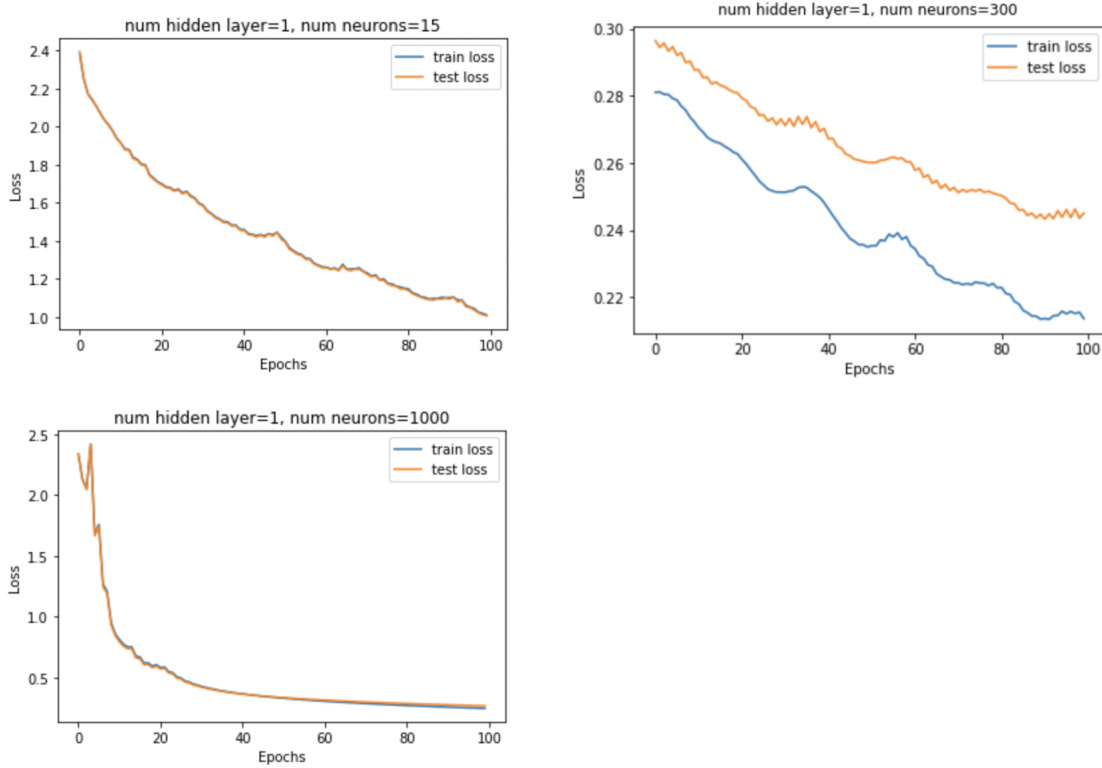 num hidden layer=1, num neurons=15
2.4
2.2
2.0
1.8
1.6
1.4
1.2
1.0
Loss
train loss
test loss
0 20 40 60 80 100
Epochs
num hidden layer=1, num neurons=300
0.30
0.28
0.26
0.24
0.22
Loss
train loss
test loss
0 20 40 60 80 100
Epochs
num hidden layer=1, num neurons=1000
2.5
2.0
1.5
1.0
0.5
Loss
train loss
test loss
0 20 40 60 80 100
Epochs